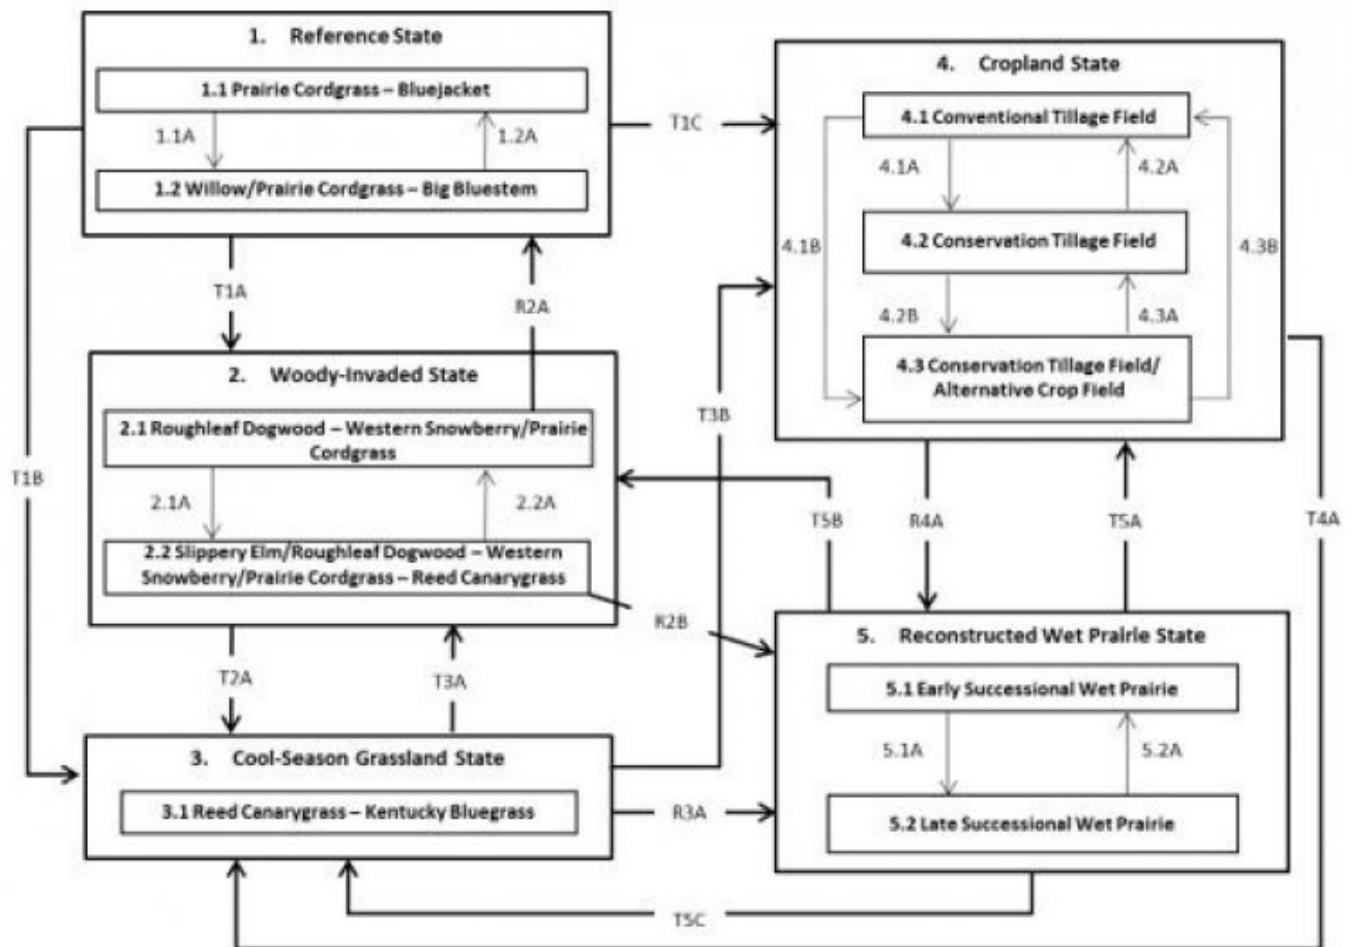 1. Reference State
1.1 Prairie Cordgrass – Bluejacket
1.1A
1.2A
1.2 Willow/Prairie Cordgrass – Big Bluestem
T1A
R2A
T1B
T1C
2. Woody-Invaded State
2.1 Roughleaf Dogwood – Western Snowberry/Prairie
Cordgrass
2.1A
2.2A
2.2 Slippery Elm/Roughleaf Dogwood – Western
Snowberry/Prairie Cordgrass – Reed Canarygrass
R2B
T2A
T3A
3. Cool-Season Grassland State
3.1 Reed Canarygrass – Kentucky Bluegrass
T3B
R3A
4. Cropland State
4.1 Conventional Tillage Field
4.1A
4.2A
4.1B
4.2 Conservation Tillage Field
4.3B
4.2B
4.3A
4.3 Conservation Tillage Field/
Alternative Crop Field
T5B
R4A
T5A
T4A
5. Reconstructed Wet Prairie State
5.1 Early Successional Wet Prairie
5.1A
5.2A
5.2 Late Successional Wet Prairie
T5C